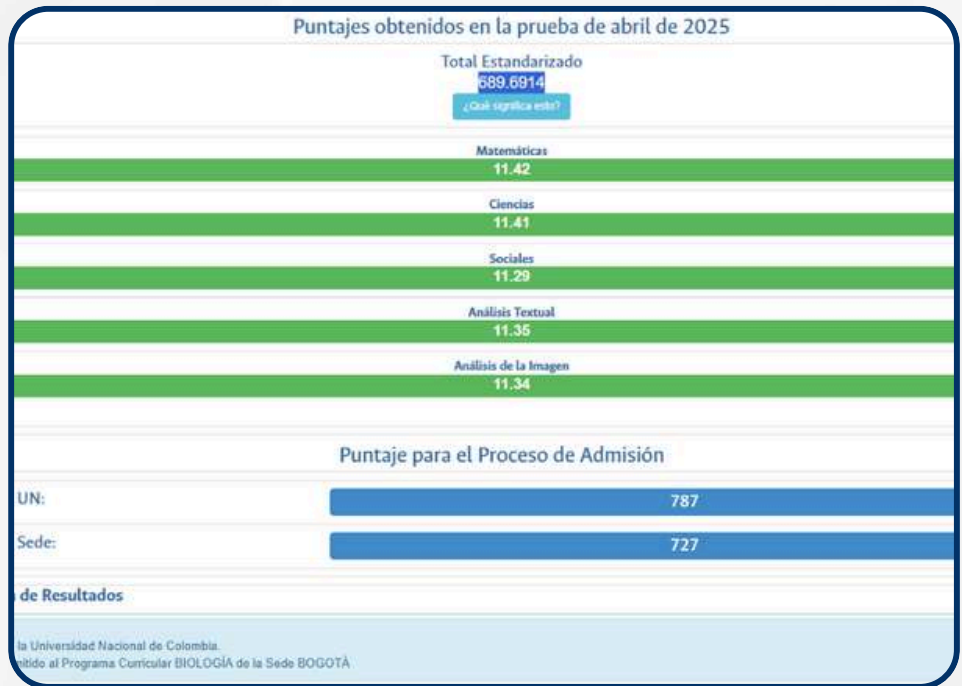 Puntajes obtenidos en la prueba de abril de 2025
Total Estandarizado
689.6914
¿Qué significa esto?
Matemáticas
11.42
Ciencias
11.41
Sociales
11.29
Análisis Textual
11.35
Análisis de la Imagen
11.34
Puntaje para el Proceso de Admisión
UN: 787
Sede: 727
de Resultados
la Universidad Nacional de Colombia.
mitido al Programa Curricular BIOLOGÍA de la Sede BOGOTÀ